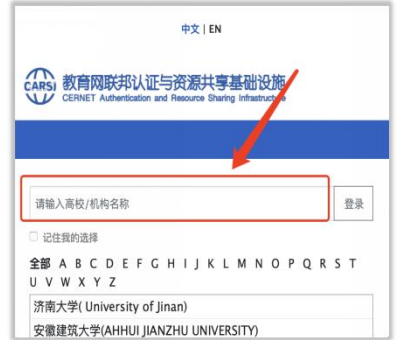 中文 | EN
CARSI 教育网联邦认证与资源共享基础设施
CERNET Authentication and Resource Sharing Infrastructure
请输入高校/机构名称 登录
记住我的选择
全部 A B C D E F G H I J K L M N O P Q R S T
U V W X Y Z
济南大学( University of Jinan)
安徽建筑大学(AHHUI JIANZHU UNIVERSITY)